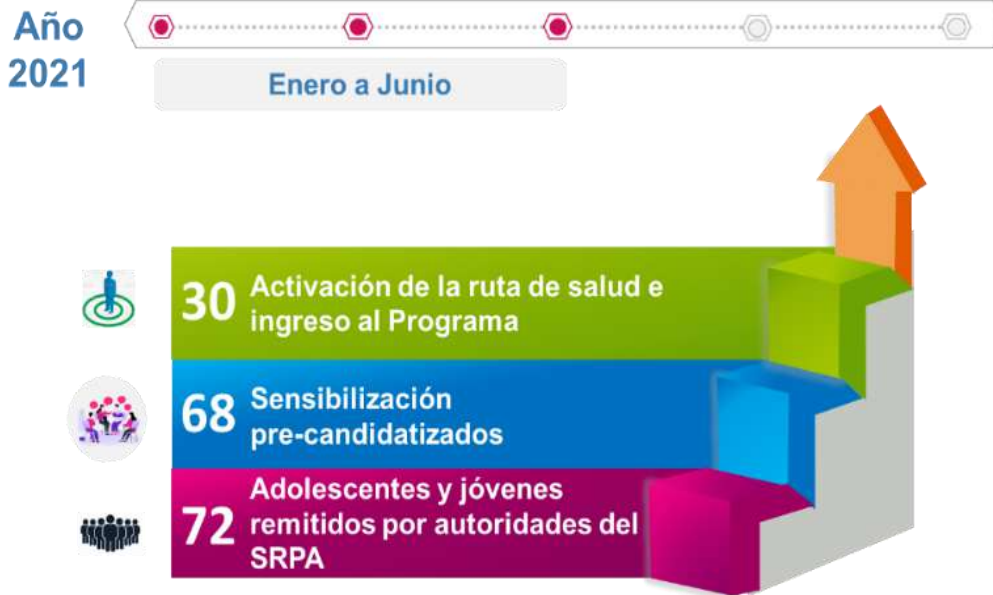 Año
2021
Enero a Junio
30 Activación de la ruta de salud e
ingreso al Programa
68 Sensibilización
pre-candidatizados
72 Adolescentes y jóvenes
remitidos por autoridades del
SRPA